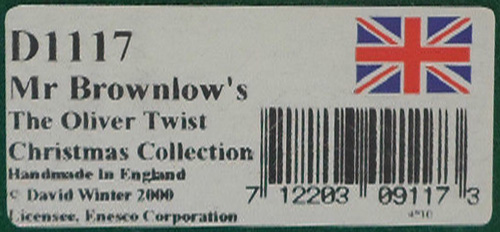 D1117
Mr Brownlow's
The Oliver Twist
Christmas Collection
Handmade In England
© David Winter 2000
Licensee, Enesco Corporation
7 12203 09117 3